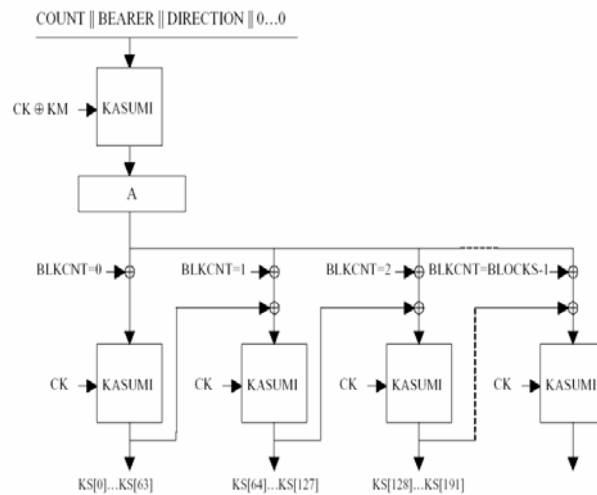 COUNT || BEARER || DIRECTION || 0...0
CK ⊕ KM
KASUMI
A
BLKCNT=0
BLKCNT=1
BLKCNT=2
BLKCNT=BLOCKS-1
CK
KASUMI
CK
KASUMI
CK
KASUMI
CK
KASUMI
KS[0]...KS[63]
KS[64]...KS[127]
KS[128]...KS[191]